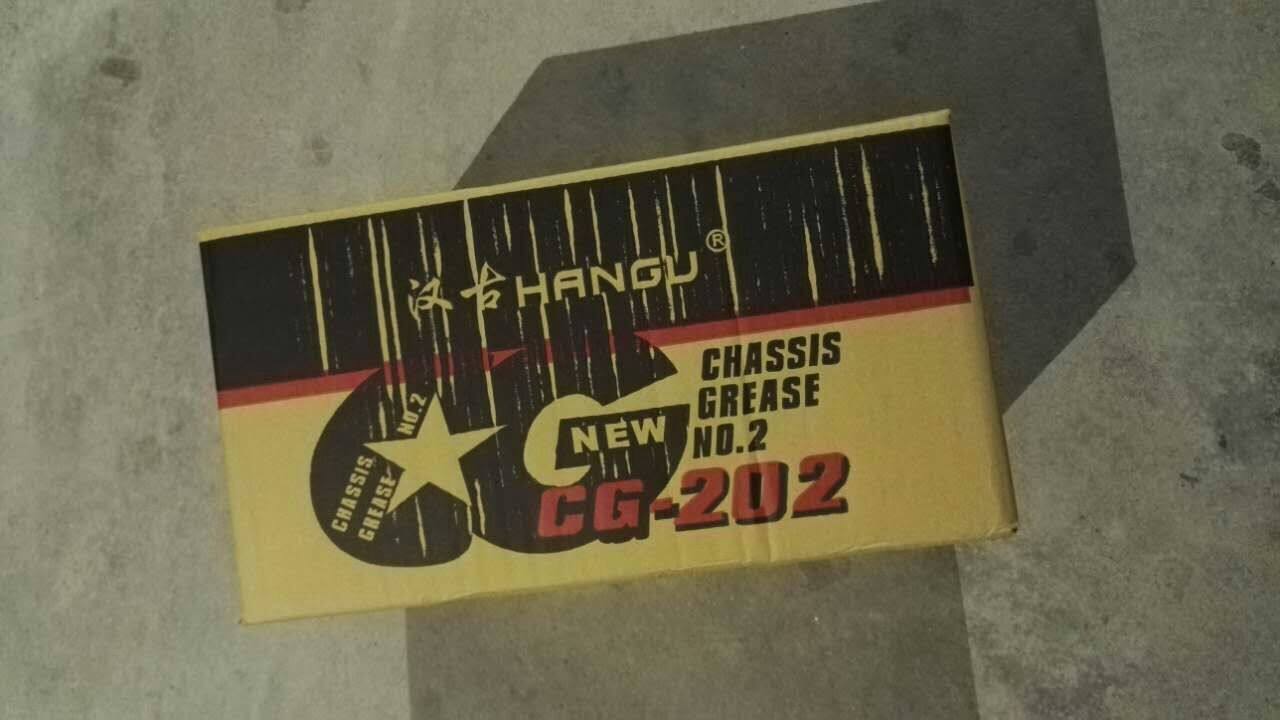 汉古HANGU®
CHASSIS
GREASE
NO.2
CG-202
NEW
NO.2
CHASSIS
GREASE